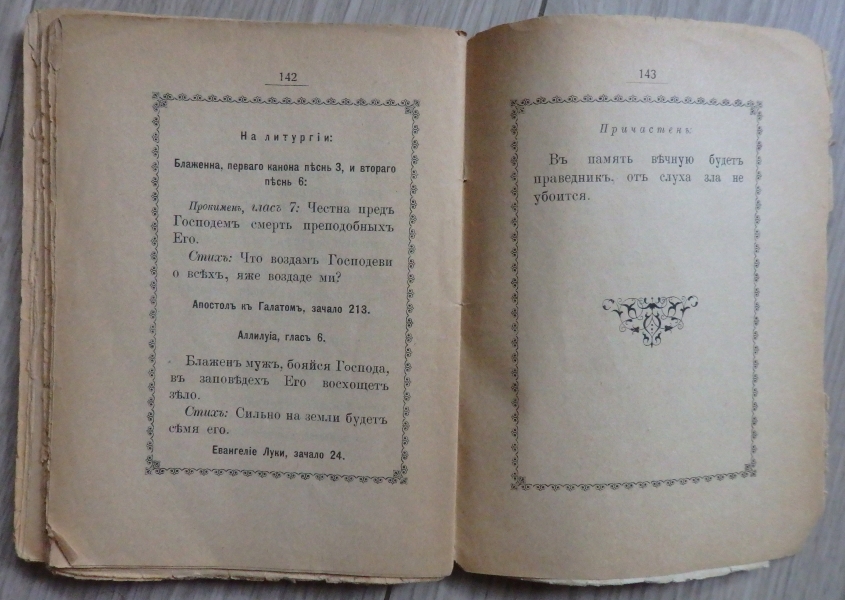 142
На литургіи:
Блаженна, перваго канона пѣснь 3, и втораго
пѣснь 6:
Прокименъ, гласъ 7: Честна предъ
Господемъ смерть преподобныхъ
Его.
Стихъ: Что воздамъ Господеви
о всѣхъ, яже воздаде ми?
Апостолъ къ Галатомъ, зачало 213.
Аллилуіа, гласъ 6.
Блаженъ мужъ, бояйся Господа,
въ заповѣдехъ Его восхощетъ
зѣло.
Стихъ: Сильно на земли будетъ
сѣмя его.
Евангеліе Луки, зачало 24.
143
Причастенъ:
Въ память вѣчную будетъ
праведникъ, отъ слуха зла не
убоится.